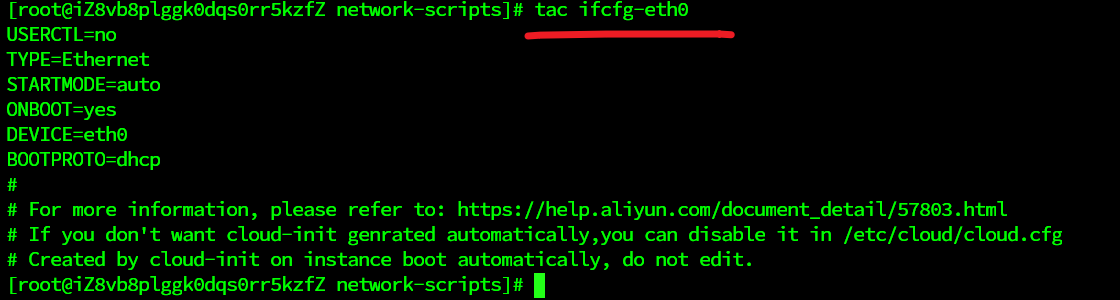 [root@iZ8vb8plggk0dqs0rr5kzfZ network-scripts]# tac ifcfg-eth0
USERCTL=no
TYPE=Ethernet
STARTMODE=auto
ONBOOT=yes
DEVICE=eth0
BOOTPROTO=dhcp
#
# For more information, please refer to: https://help.aliyun.com/document_detail/57803.html
# If you don't want cloud-init genrated automatically,you can disable it in /etc/cloud/cloud.cfg
# Created by cloud-init on instance boot automatically, do not edit.
[root@iZ8vb8plggk0dqs0rr5kzfZ network-scripts]#